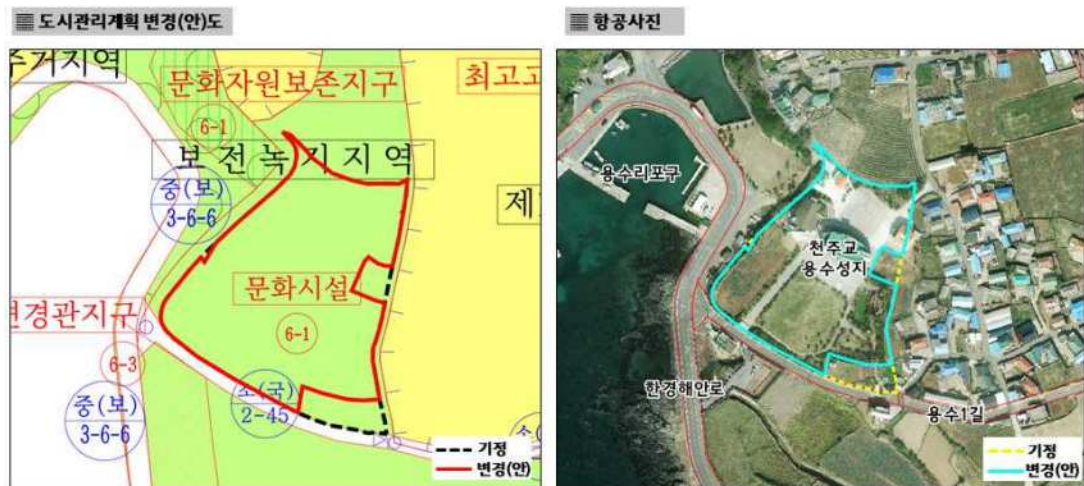 ▤ 도시관리계획 변경(안)도
주거지역
문화자원보존지구
6-1
최고고
보전녹지지역
중(보)
3-6-6
제
문화시설
6-1
변경관지구
6-3
소(국)
2-45
중(보)
3-6-6
기정
변경(안)
▤ 항공사진
용수리포구
천주교
용수성지
한경해안로
용수1길
기정
변경(안)